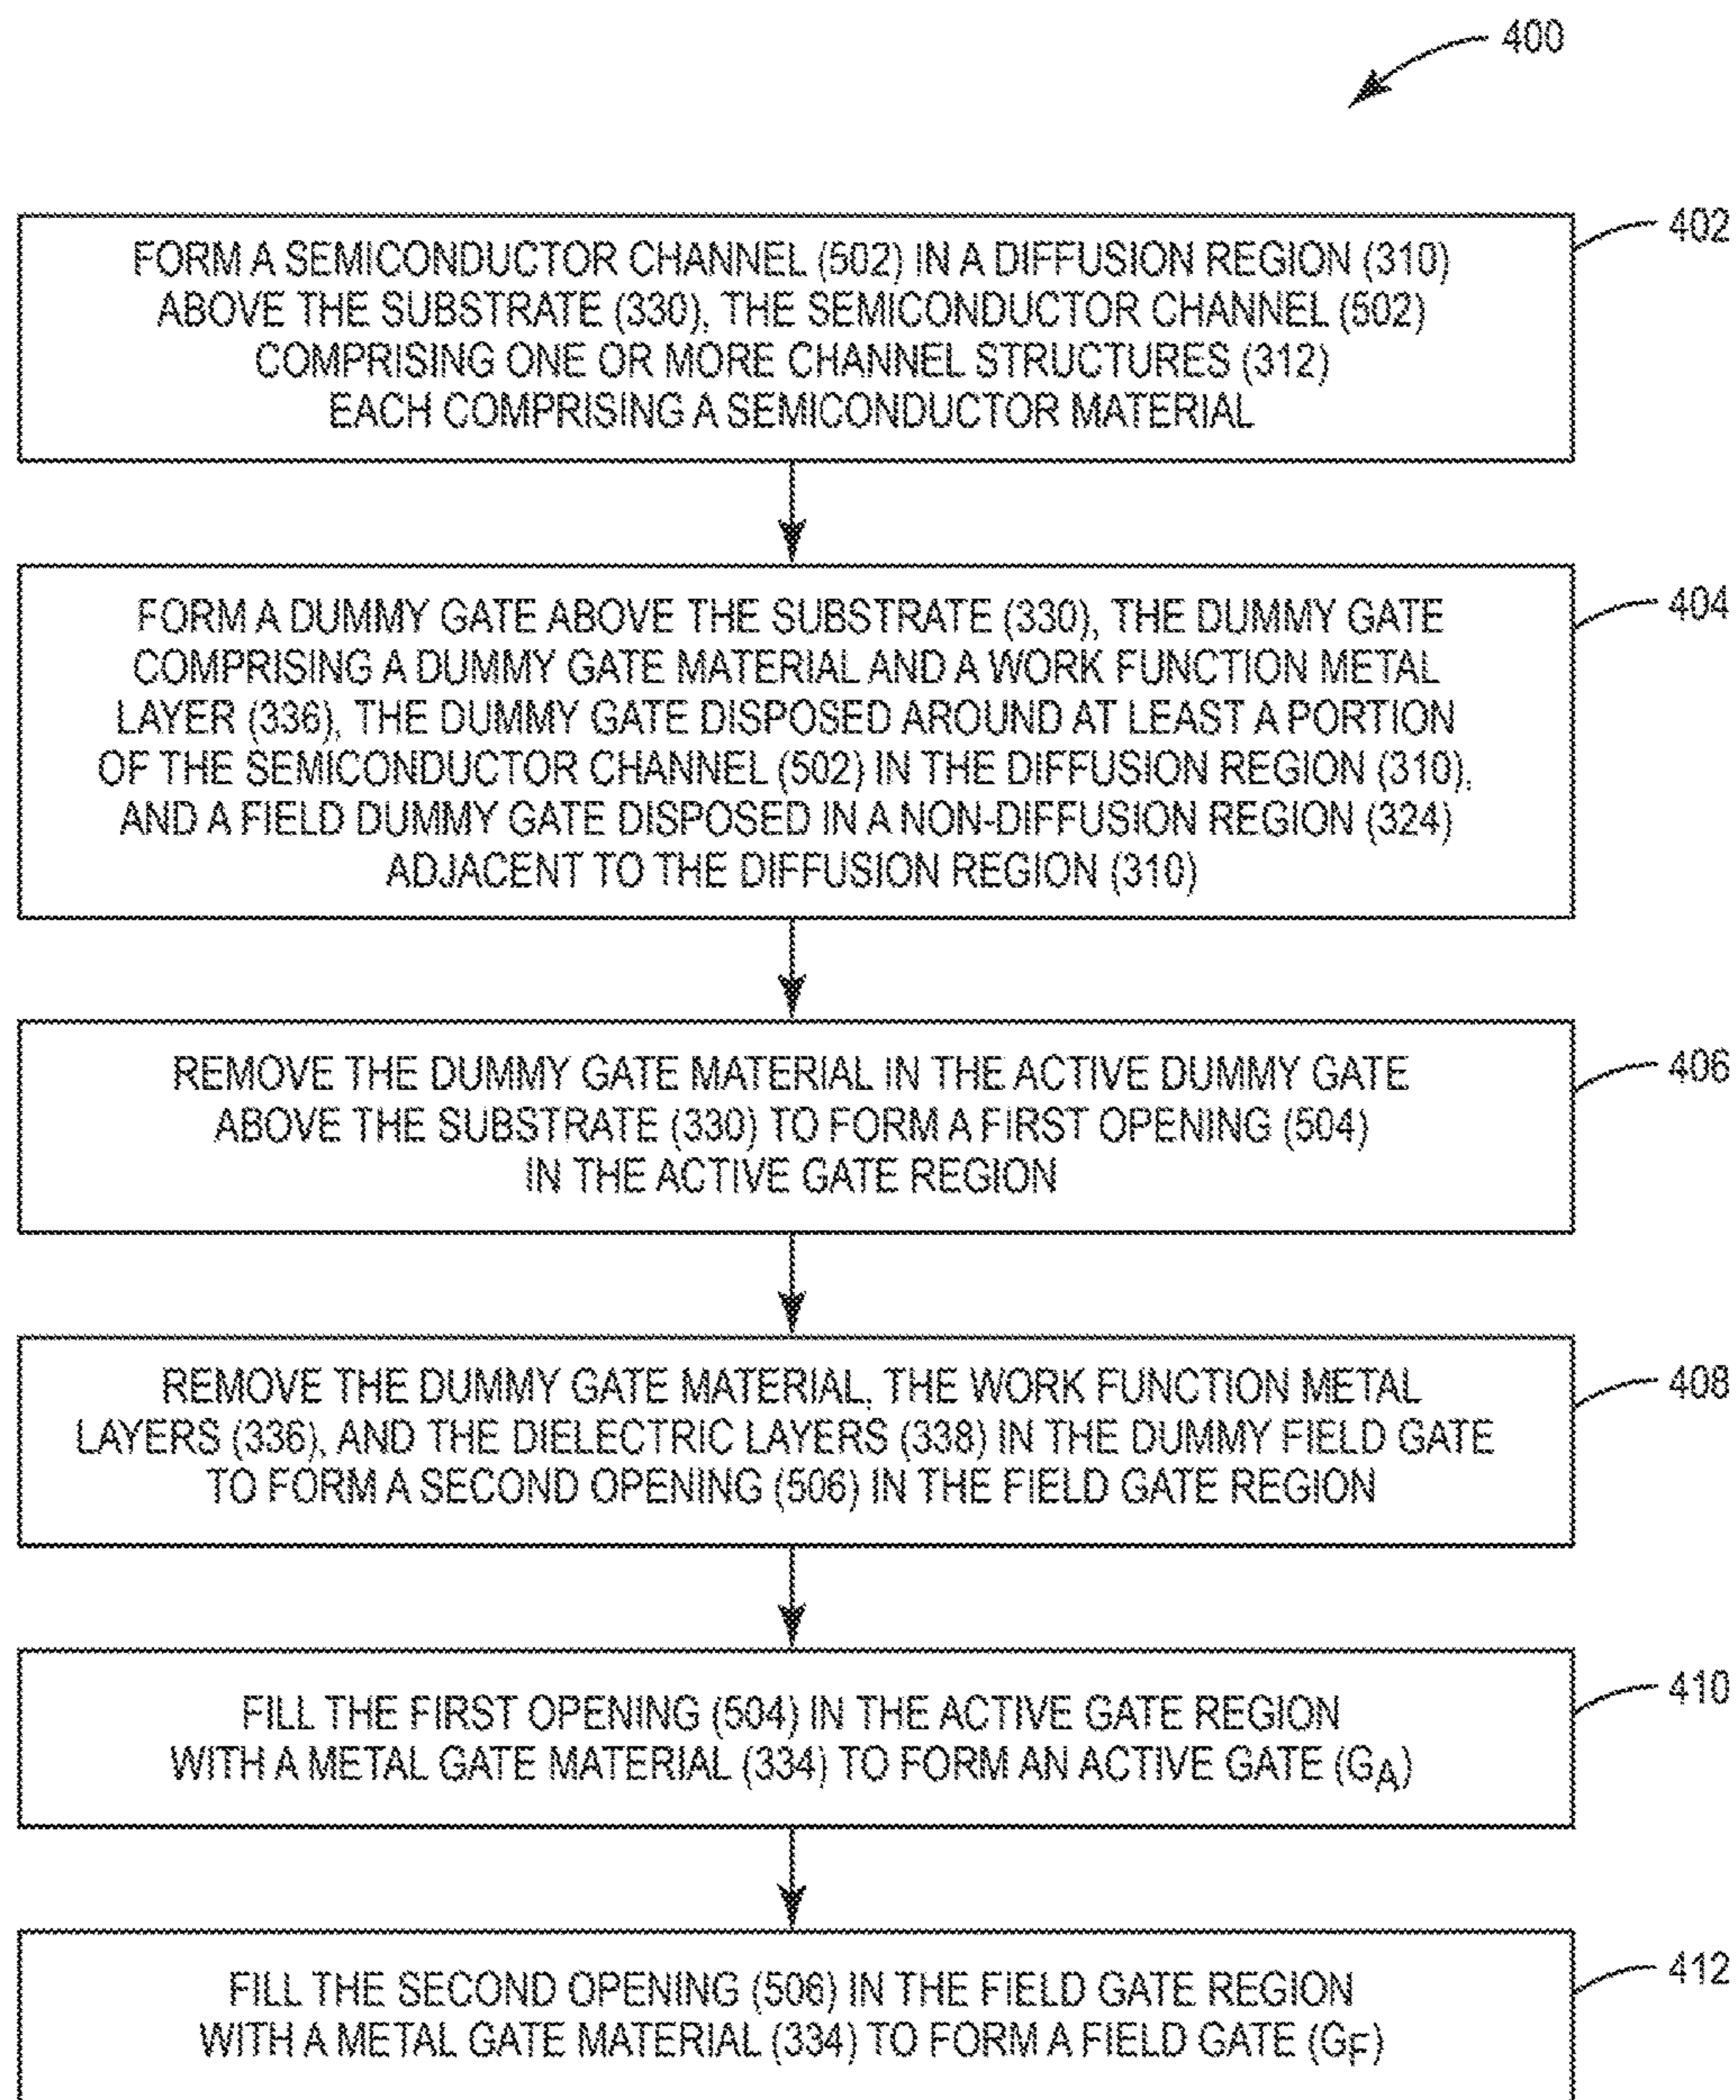 400
402
FORM A SEMICONDUCTOR CHANNEL (502) IN A DIFFUSION REGION (310)
ABOVE THE SUBSTRATE (330), THE SEMICONDUCTOR CHANNEL (502)
COMPRISING ONE OR MORE CHANNEL STRUCTURES (312)
EACH COMPRISING A SEMICONDUCTOR MATERIAL
404
FORM A DUMMY GATE ABOVE THE SUBSTRATE (330), THE DUMMY GATE
COMPRISING A DUMMY GATE MATERIAL AND A WORK FUNCTION METAL
LAYER (336), THE DUMMY GATE DISPOSED AROUND AT LEAST A PORTION
OF THE SEMICONDUCTOR CHANNEL (502) IN THE DIFFUSION REGION (310),
AND A FIELD DUMMY GATE DISPOSED IN A NON-DIFFUSION REGION (324)
ADJACENT TO THE DIFFUSION REGION (310)
406
REMOVE THE DUMMY GATE MATERIAL IN THE ACTIVE DUMMY GATE
ABOVE THE SUBSTRATE (330) TO FORM A FIRST OPENING (504)
IN THE ACTIVE GATE REGION
408
REMOVE THE DUMMY GATE MATERIAL, THE WORK FUNCTION METAL
LAYERS (336), AND THE DIELECTRIC LAYERS (338) IN THE DUMMY FIELD GATE
TO FORM A SECOND OPENING (506) IN THE FIELD GATE REGION
410
FILL THE FIRST OPENING (504) IN THE ACTIVE GATE REGION
WITH A METAL GATE MATERIAL (334) TO FORM AN ACTIVE GATE (GA)
412
FILL THE SECOND OPENING (506) IN THE FIELD GATE REGION
WITH A METAL GATE MATERIAL (334) TO FORM A FIELD GATE (GF)